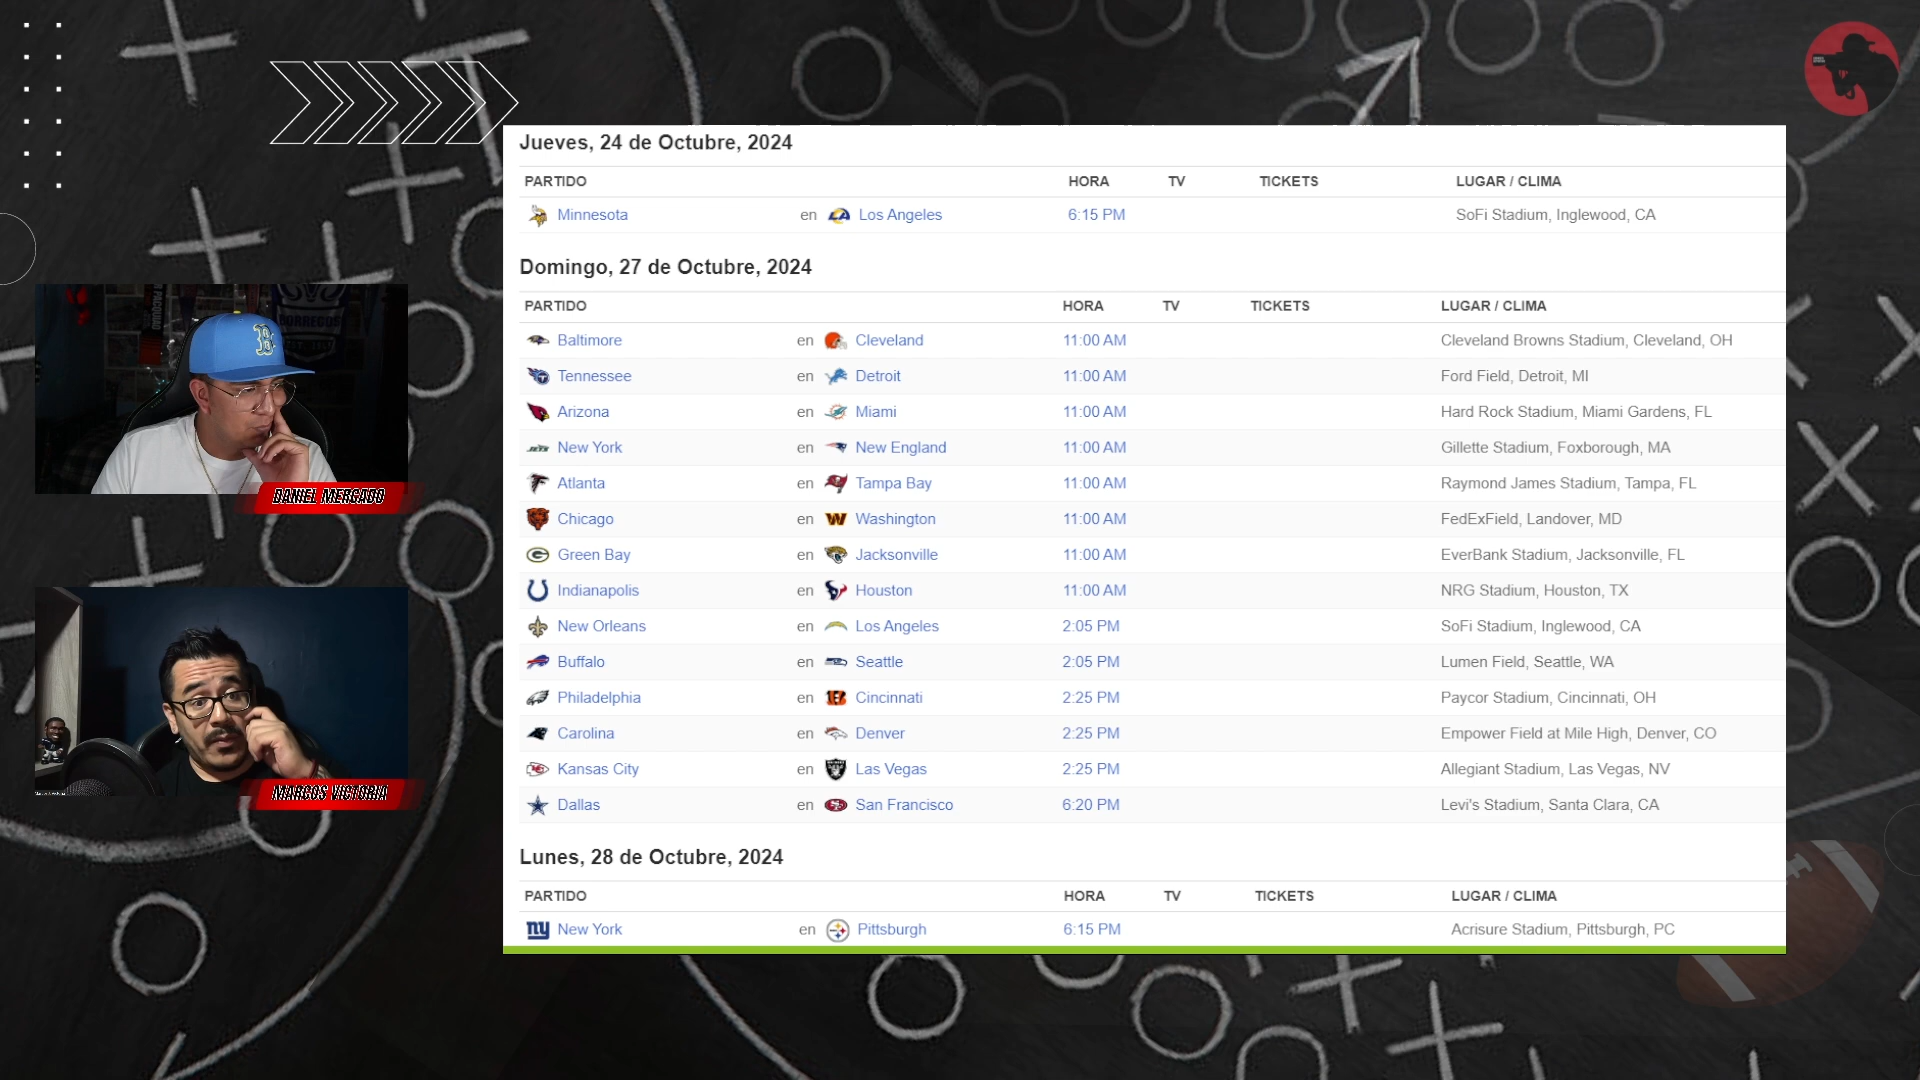 Jueves, 24 de Octubre, 2024
PARTIDO HORA TV TICKETS LUGAR / CLIMA
Minnesota en Los Angeles 6:15 PM SoFi Stadium, Inglewood, CA
Domingo, 27 de Octubre, 2024
PARTIDO HORA TV TICKETS LUGAR / CLIMA
Baltimore en Cleveland 11:00 AM Cleveland Browns Stadium, Cleveland, OH
Tennessee en Detroit 11:00 AM Ford Field, Detroit, MI
Arizona en Miami 11:00 AM Hard Rock Stadium, Miami Gardens, FL
JETS New York en New England 11:00 AM Gillette Stadium, Foxborough, MA
Atlanta en Tampa Bay 11:00 AM Raymond James Stadium, Tampa, FL
Chicago en W Washington 11:00 AM FedExField, Landover, MD
G Green Bay en Jacksonville 11:00 AM EverBank Stadium, Jacksonville, FL
Indianapolis en Houston 11:00 AM NRG Stadium, Houston, TX
New Orleans en Los Angeles 2:05 PM SoFi Stadium, Inglewood, CA
Buffalo en Seattle 2:05 PM Lumen Field, Seattle, WA
Philadelphia en B Cincinnati 2:25 PM Paycor Stadium, Cincinnati, OH
Carolina en Denver 2:25 PM Empower Field at Mile High, Denver, CO
Kansas City en Las Vegas 2:25 PM Allegiant Stadium, Las Vegas, NV
Dallas en San Francisco 6:20 PM Levi's Stadium, Santa Clara, CA
Lunes, 28 de Octubre, 2024
PARTIDO HORA TV TICKETS LUGAR / CLIMA
ny New York en Pittsburgh 6:15 PM Acrisure Stadium, Pittsburgh, PC
PACQUIAO
BORREGOS
B
DANIEL MERCADO
MARCOS VICTORIA